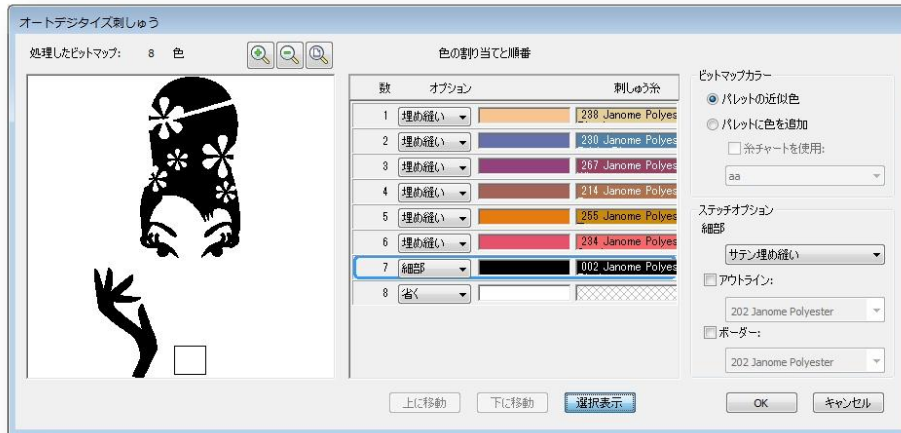 オートデジタイズ刺しゅう
処理したビットマップ: 8 色
色の割り当てと順番
数 オプション 刺しゅう糸
1 埋め縫い 238 Janome Polyes
2 埋め縫い 230 Janome Polyes
3 埋め縫い 267 Janome Polyes
4 埋め縫い 214 Janome Polyes
5 埋め縫い 255 Janome Polyes
6 埋め縫い 234 Janome Polyes
7 細部 002 Janome Polyes
8 省く
上に移動 下に移動 選択表示
ビットマップカラー
パレットの近似色
パレットに色を追加
糸チャートを使用:
aa
ステッチオプション
細部
サテン埋め縫い
アウトライン:
202 Janome Polyester
ボーダー:
202 Janome Polyester
OK キャンセル